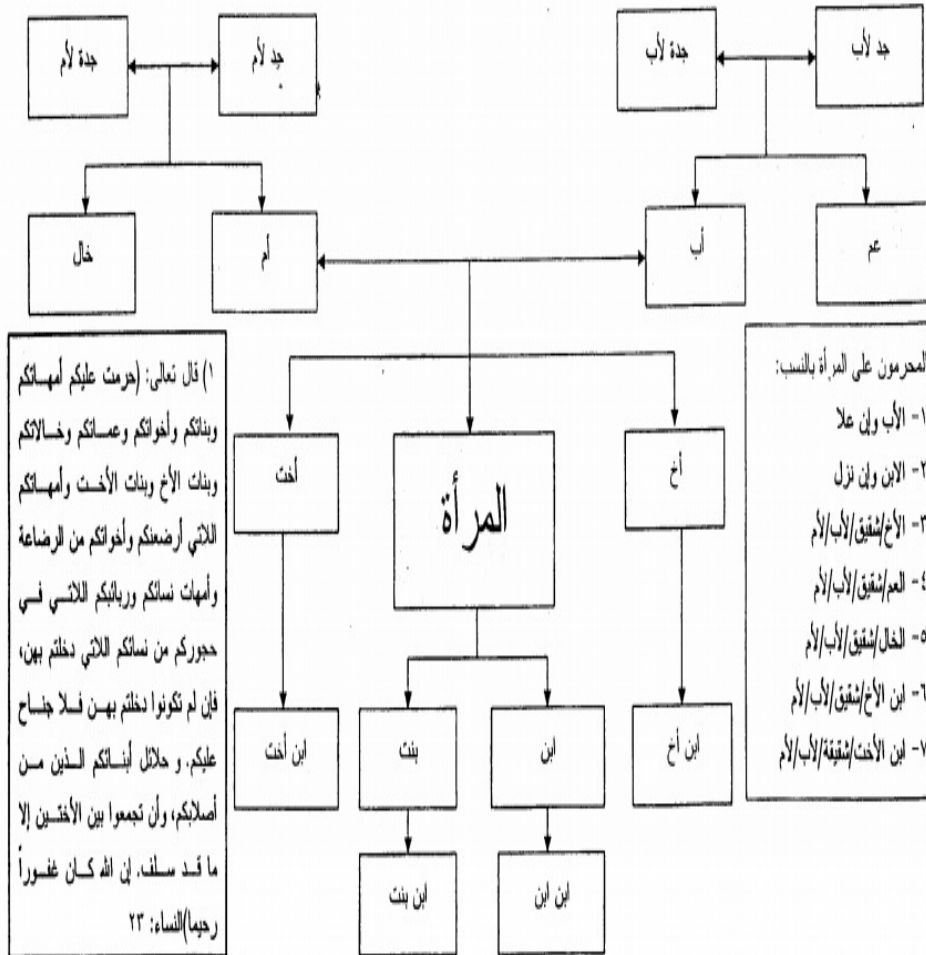 جد لأب
جدة لأب
جد لأم
جدة لأم
عم
أب
أم
خال
المحرمون على المرأة بالنسب:
١- الأب وإن علا
٢- الابن وإن نزل
٣- الأخ/شقيق/لأب/لأم
٤- العم/شقيق/لأب/لأم
٥- الخال/شقيق/لأب/لأم
٦- ابن الأخ/شقيق/لأب/لأم
٧- ابن الأخت/شقيقة/لأب/لأم
أخ
المرأة
أخت
ابن أخ
ابن
بنت
ابن أخت
ابن ابن
ابن بنت
١) قال تعالى: (حرمت عليكم أمهاتكم
وبناتكم وأخواتكم وعماتكم وخالاتكم
وبنات الأخ وبنات الأخت وأمهاتكم
اللاتي أرضعنكم وأخواتكم من الرضاعة
وأمهات نسائكم وربائبكم اللاتي في
حجوركم من نسائكم اللاتي دخلتم بهن،
فإن لم تكونوا دخلتم بهن فلا جناح
عليكم. و حلائل أبنائكم الذين من
أصلابكم، وأن تجمعوا بين الأختين إلا
ما قد سلف. إن الله كان غفوراً
رحيما)النساء: ٢٣